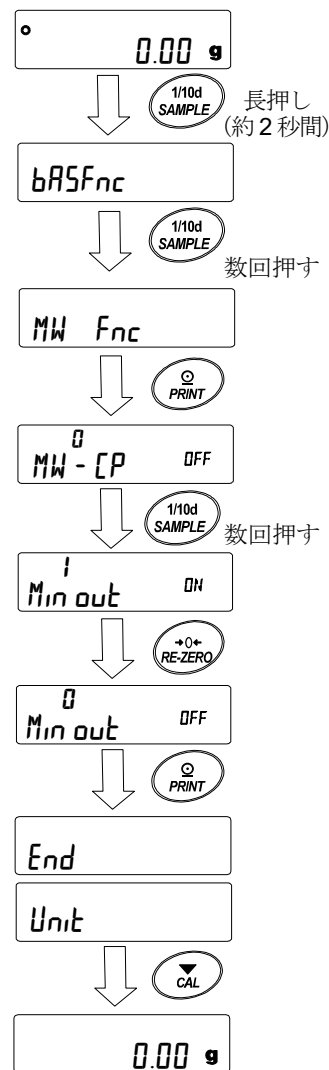 0.00 g
1/10d
SAMPLE
長押し
(約2秒間)
bASFnc
1/10d
SAMPLE
数回押す
MW Fnc
PRINT
0
MW-CP OFF
1/10d
SAMPLE
数回押す
1
Min out ON
→0←
RE-ZERO
0
Min out OFF
PRINT
End
Unit
CAL
0.00 g